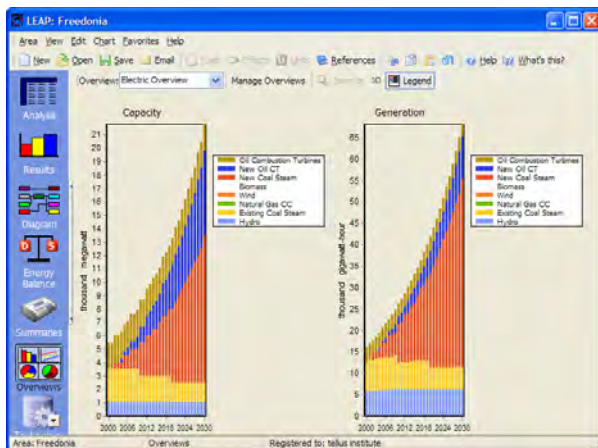 LEAP: Freedonia
Area View Edit Chart Favorites Help
New Open Save Email References Help What's this?
Overview: Electric Overview Manage Overviews 3D Legend
Analysis
Results
Diagram
Energy Balance
Summaries
Overviews
Capacity
thousand megawatt
21
20
19
18
17
16
15
14
13
12
11
10
9
8
7
6
5
4
3
2
1
0
2000 2006 2012 2018 2024 2030
Oil Combustion Turbines
New Oil CT
New Coal Steam
Biomass
Wind
Natural Gas CC
Existing Coal Steam
Hydro
Generation
thousand gigawatt-hour
65
60
55
50
45
40
35
30
25
20
15
10
5
0
2000 2006 2012 2018 2024 2030
Oil Combustion Turbines
New Oil CT
New Coal Steam
Biomass
Wind
Natural Gas CC
Existing Coal Steam
Hydro
Area: Freedonia Overviews Registered to: tellus institute